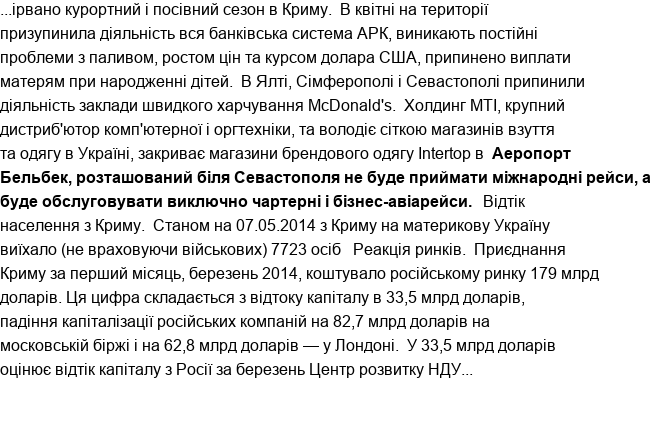 ...ірвано курортний і посівний сезон в Криму.  В квітні на території
призупинила діяльність вся банківська система АРК, виникають постійні
проблеми з паливом, ростом цін та курсом долара США, припинено виплати
матерям при народженні дітей.  В Ялті, Сімферополі і Севастополі припинили
діяльність заклади швидкого харчування McDonald's.  Холдинг МТІ, крупний
дистриб'ютор комп'ютерної і оргтехніки, та володіє сіткою магазинів взуття
та одягу в Україні, закриває магазини брендового одягу Intertop в  Аеропорт
Бельбек, розташований біля Севастополя не буде приймати міжнародні рейси, а
буде обслуговувати виключно чартерні і бізнес-авіарейси.   Відтік
населення з Криму.  Станом на 07.05.2014 з Криму на материкову Україну
виїхало (не враховуючи військових) 7723 осіб   Реакція ринків.  Приєднання
Криму за перший місяць, березень 2014, коштувало російському ринку 179 млрд
доларів. Ця цифра складається з відтоку капіталу в 33,5 млрд доларів,
падіння капіталізації російських компаній на 82,7 млрд доларів на
московській біржі і на 62,8 млрд доларів — у Лондоні.  У 33,5 млрд доларів
оцінює відтік капіталу з Росії за березень Центр розвитку НДУ...